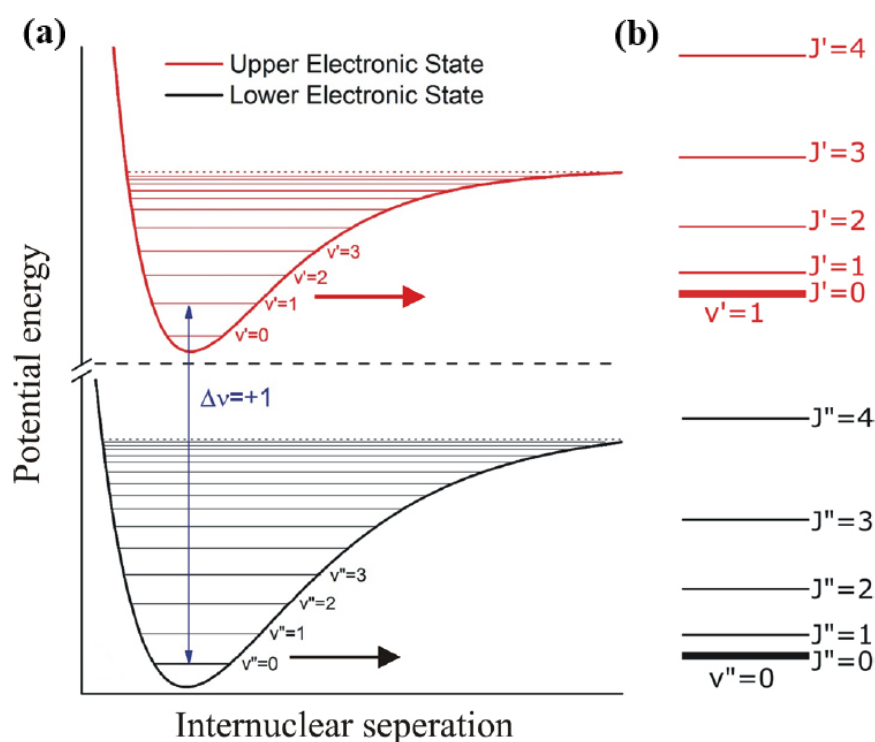 (a)
Upper Electronic State
Lower Electronic State
v'=3
v'=2
v'=1
v'=0
Δν=+1
v"=3
v"=2
v"=1
v"=0
Potential energy
Internuclear seperation
(b)
J'=4
J'=3
J'=2
J'=1
J'=0
v'=1
J"=4
J"=3
J"=2
J"=1
J"=0
v"=0